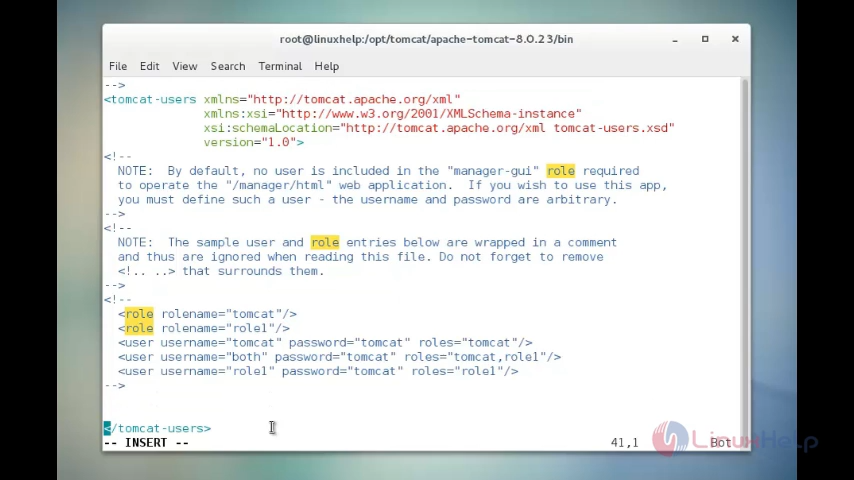 root@linuxhelp:/opt/tomcat/apache-tomcat-8.0.23/bin
File Edit View Search Terminal Help
-->
<tomcat-users xmlns="http://tomcat.apache.org/xml"
xmlns:xsi="http://www.w3.org/2001/XMLSchema-instance"
xsi:schemaLocation="http://tomcat.apache.org/xml tomcat-users.xsd"
version="1.0">
<!--
NOTE: By default, no user is included in the "manager-gui" role required
to operate the "/manager/html" web application. If you wish to use this app,
you must define such a user - the username and password are arbitrary.
-->
<!--
NOTE: The sample user and role entries below are wrapped in a comment
and thus are ignored when reading this file. Do not forget to remove
<!.. ..> that surrounds them.
-->
<!--
<role rolename="tomcat"/>
<role rolename="role1"/>
<user username="tomcat" password="tomcat" roles="tomcat"/>
<user username="both" password="tomcat" roles="tomcat,role1"/>
<user username="role1" password="tomcat" roles="role1"/>
-->
</tomcat-users>
-- INSERT -- 41,1 Bot
LinuxHelp